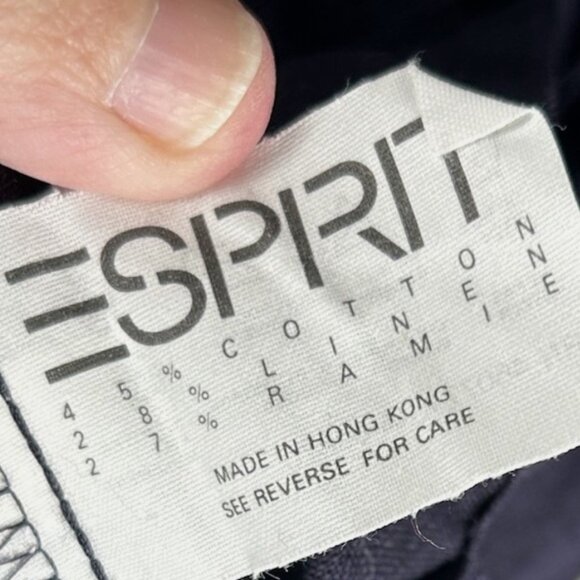 ESPRIT
45% COTTON
28% LINEN
27% RAMIE
MADE IN HONG KONG
SEE REVERSE FOR CARE